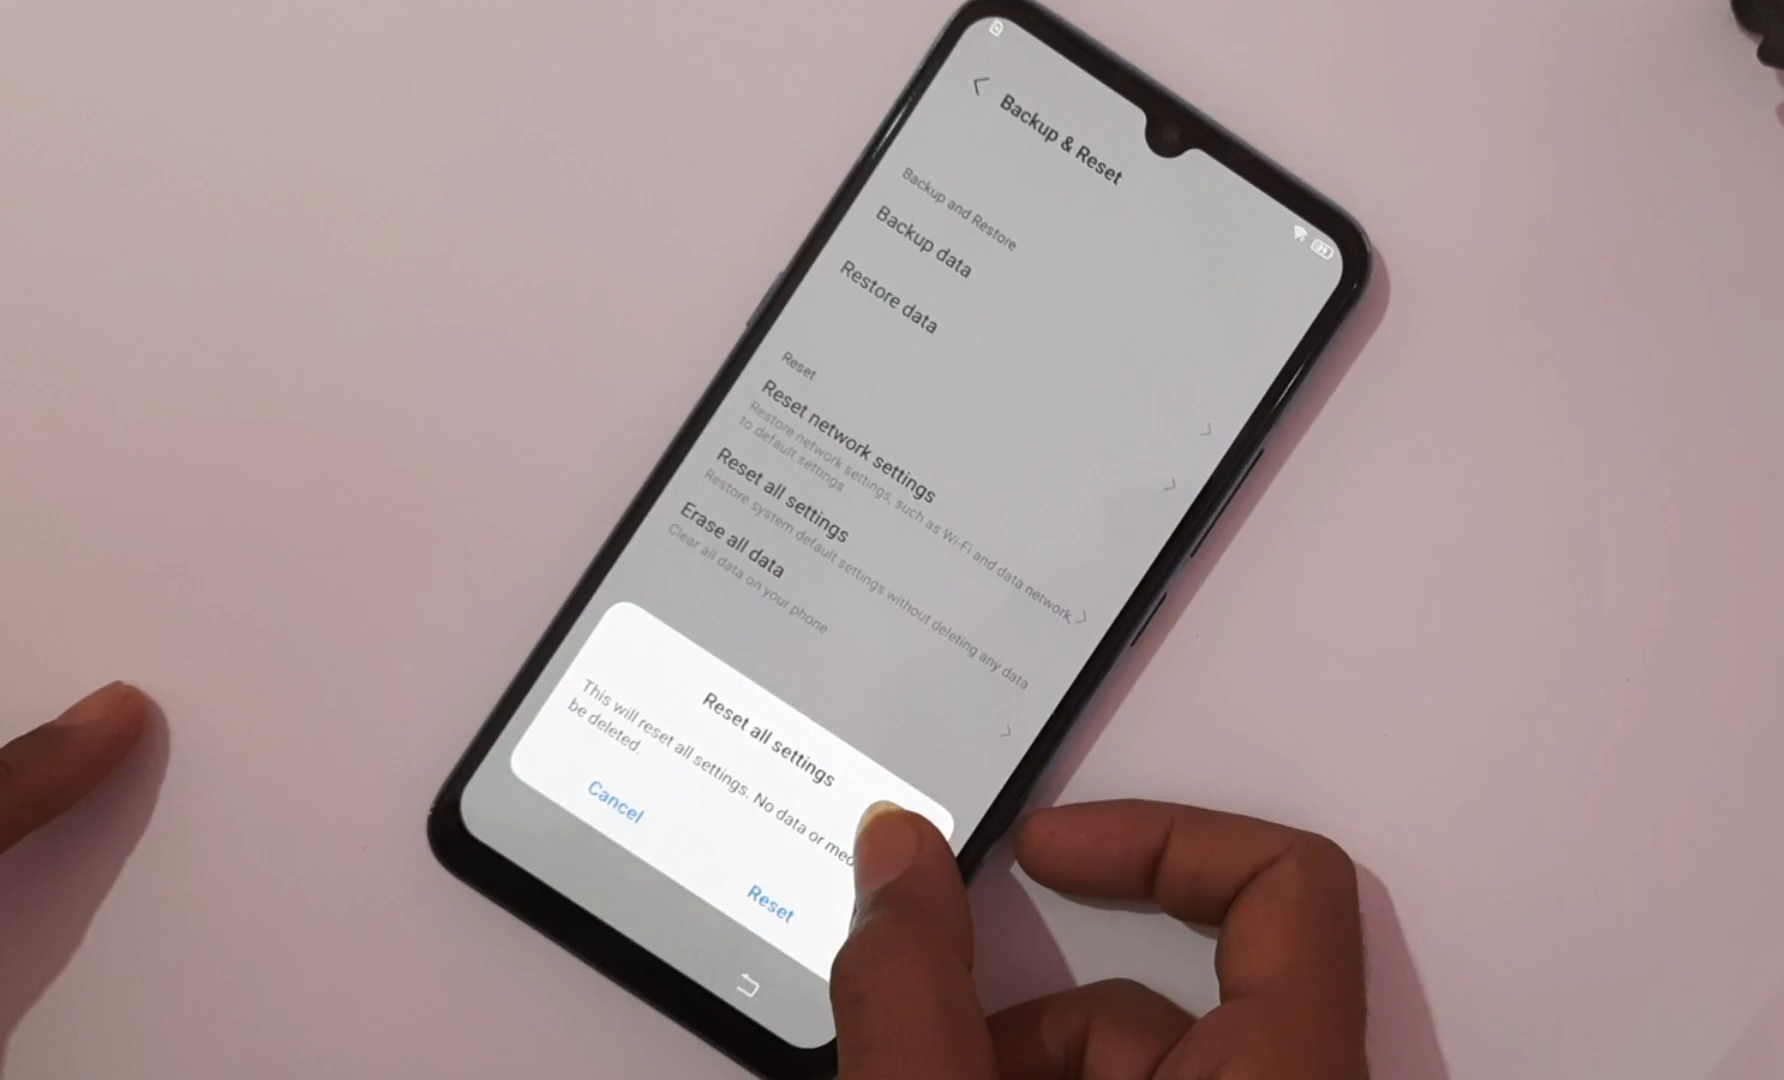 Backup & Reset
Backup and Restore
Backup data
Restore data
Reset
Reset network settings
Restore network settings, such as Wi-Fi and data network,
to default settings
Reset all settings
Restore system default settings without deleting any data
Erase all data
Clear all data on your phone
Reset all settings
This will reset all settings. No data or
be deleted.
Cancel
Reset